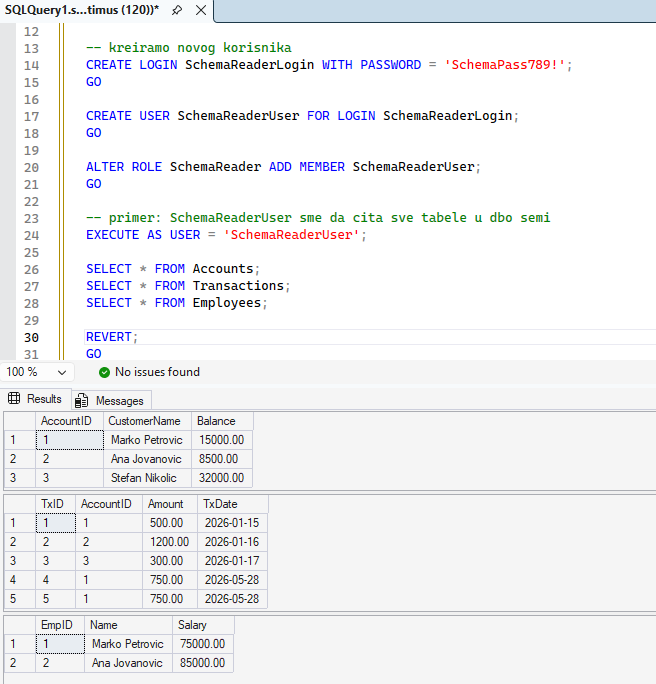 SQLQuery1.s...timus (120))*
12
13 -- kreiramo novog korisnika
14 CREATE LOGIN SchemaReaderLogin WITH PASSWORD = 'SchemaPass789!';
15 GO
16
17 CREATE USER SchemaReaderUser FOR LOGIN SchemaReaderLogin;
18 GO
19
20 ALTER ROLE SchemaReader ADD MEMBER SchemaReaderUser;
21 GO
22
23 -- primer: SchemaReaderUser sme da cita sve tabele u dbo semi
24 EXECUTE AS USER = 'SchemaReaderUser';
25
26 SELECT * FROM Accounts;
27 SELECT * FROM Transactions;
28 SELECT * FROM Employees;
29
30 REVERT;
31 GO
100 % No issues found
Results Messages
AccountID CustomerName Balance
1 1 Marko Petrovic 15000.00
2 2 Ana Jovanovic 8500.00
3 3 Stefan Nikolic 32000.00
TxID AccountID Amount TxDate
1 1 1 500.00 2026-01-15
2 2 2 1200.00 2026-01-16
3 3 3 300.00 2026-01-17
4 4 1 750.00 2026-05-28
5 5 1 750.00 2026-05-28
EmpID Name Salary
1 1 Marko Petrovic 75000.00
2 2 Ana Jovanovic 85000.00